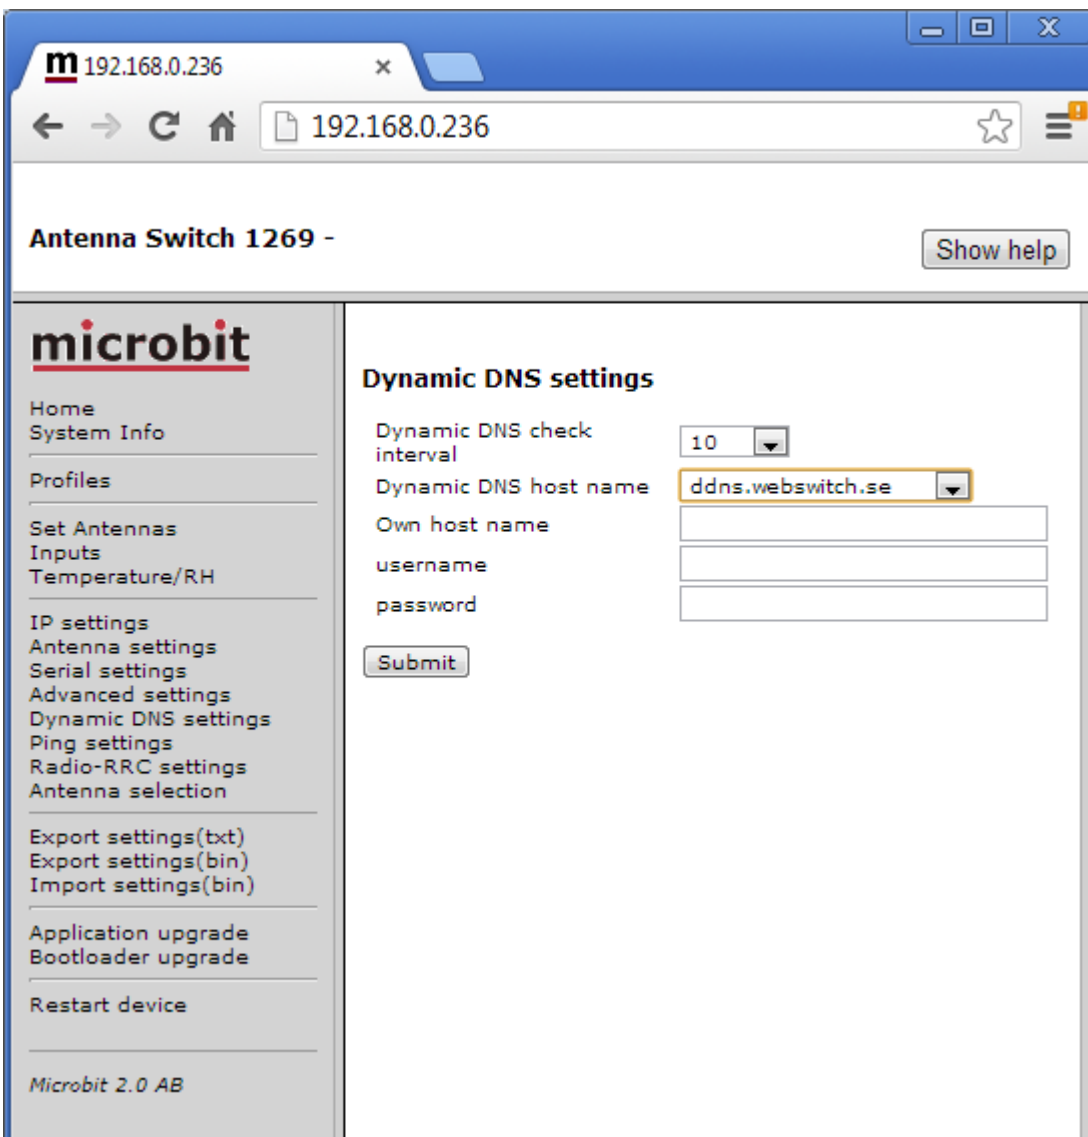 m 192.168.0.236
192.168.0.236
Antenna Switch 1269 -
Show help
microbit
Home
System Info
Profiles
Set Antennas
Inputs
Temperature/RH
IP settings
Antenna settings
Serial settings
Advanced settings
Dynamic DNS settings
Ping settings
Radio-RRC settings
Antenna selection
Export settings(txt)
Export settings(bin)
Import settings(bin)
Application upgrade
Bootloader upgrade
Restart device
Microbit 2.0 AB
Dynamic DNS settings
Dynamic DNS check
interval
10
Dynamic DNS host name ddns.webswitch.se
Own host name
username
password
Submit